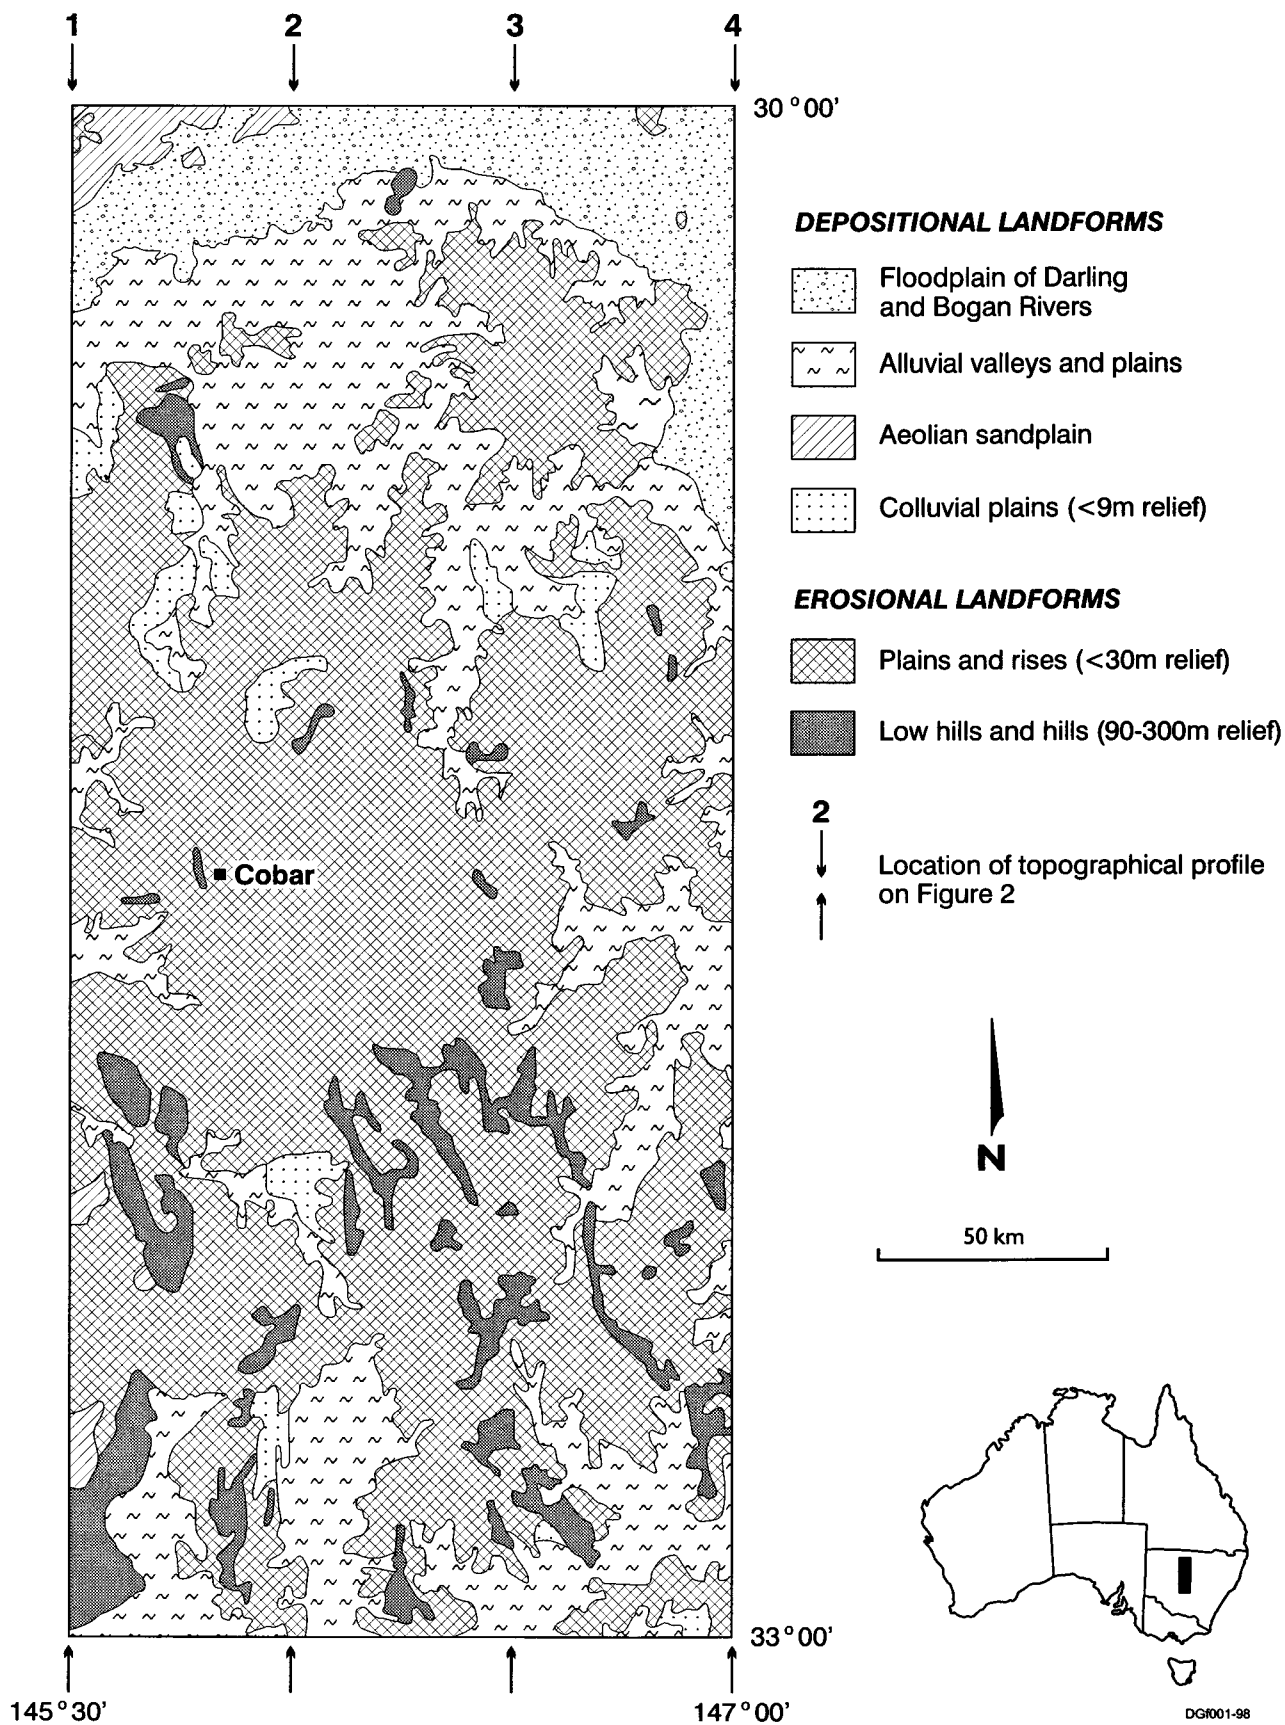 1 2 3 4
30°00'
DEPOSITIONAL LANDFORMS
Floodplain of Darling
and Bogan Rivers
Alluvial valleys and plains
Aeolian sandplain
Colluvial plains (<9m relief)
EROSIONAL LANDFORMS
Plains and rises (<30m relief)
Low hills and hills (90-300m relief)
2
Location of topographical profile
on Figure 2
Cobar
N
50 km
33°00'
145°30' 147°00'
DGf001-98